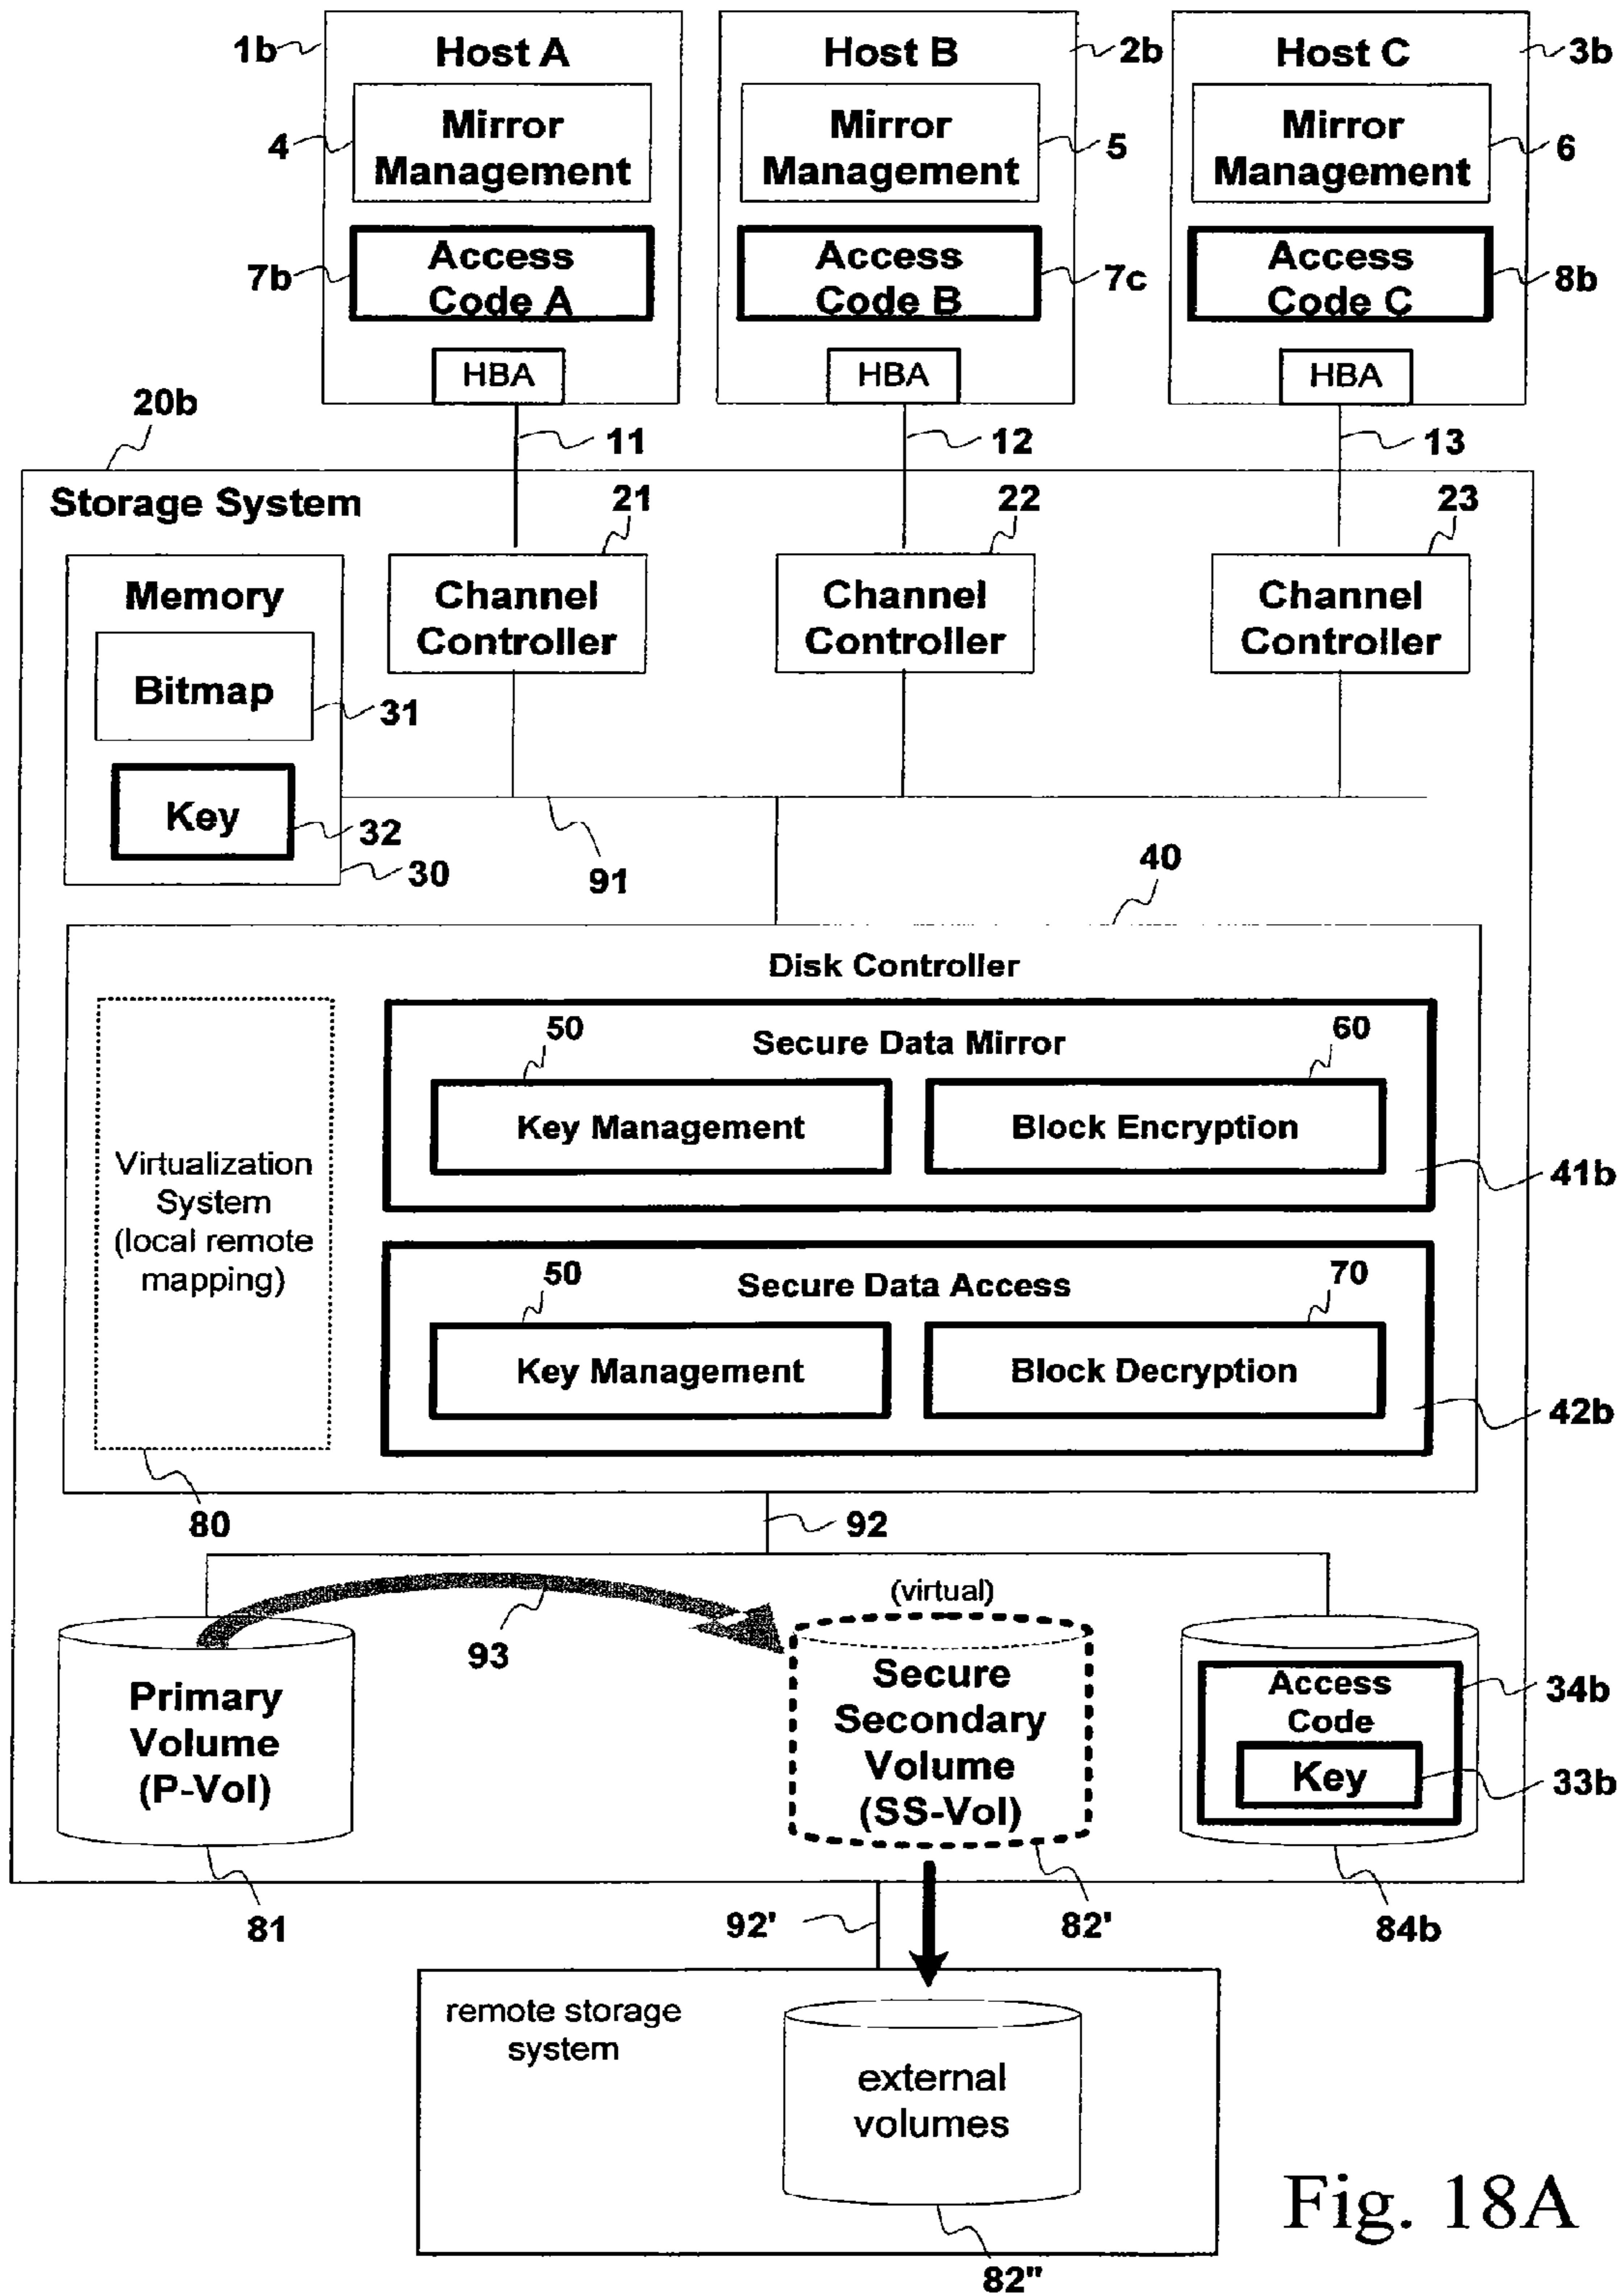 1b
Host A
Host B
2b
Host C
3b
4
Mirror
Management
Mirror
Management
5
Mirror
Management
6
7b
Access
Code A
Access
Code B
7c
Access
Code C
8b
HBA
HBA
HBA
20b
11
12
13
Storage System
21
22
23
Memory
Bitmap
31
Key
32
30
Channel
Controller
Channel
Controller
Channel
Controller
91
40
Disk Controller
Virtualization
System
(local remote
mapping)
50
Secure Data Mirror
60
Key Management
Block Encryption
41b
50
Secure Data Access
70
Key Management
Block Decryption
42b
80
92
93
(virtual)
Primary
Volume
(P-Vol)
Secure
Secondary
Volume
(SS-Vol)
Access
Code
34b
Key
33b
81
92'
82'
84b
remote storage
system
external
volumes
82"
Fig. 18A